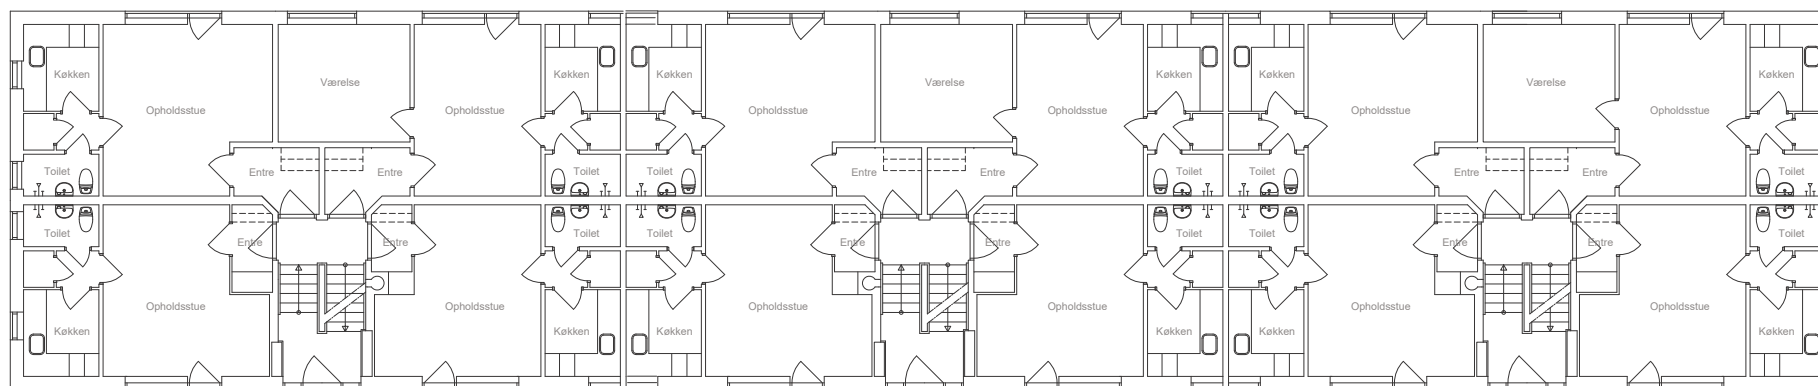 Køkken
Værelse
Køkken
Køkken
Værelse
Køkken
Køkken
Værelse
Køkken
Opholdsstue
Opholdsstue
Opholdsstue
Opholdsstue
Opholdsstue
Opholdsstue
Toilet
Entre
Entre
Toilet
Toilet
Entre
Entre
Toilet
Toilet
Entre
Entre
Toilet
Toilet
Entre
Entre
Toilet
Toilet
Entre
Entre
Toilet
Toilet
Entre
Entre
Toilet
Opholdsstue
Opholdsstue
Opholdsstue
Opholdsstue
Opholdsstue
Opholdsstue
Køkken
Køkken
Køkken
Køkken
Køkken
Køkken